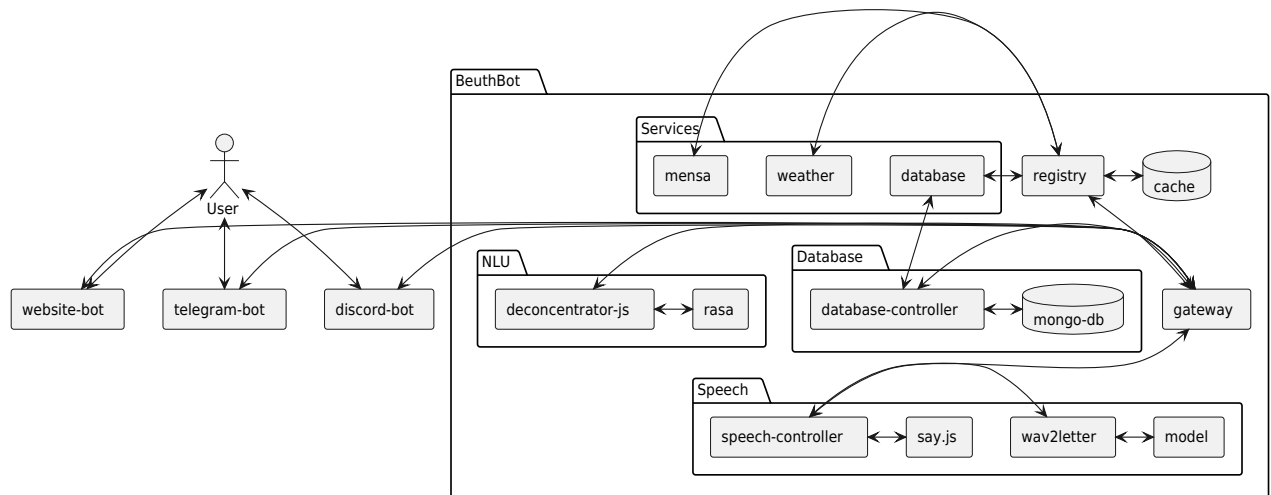 BeuthBot
Services
mensa
weather
database
registry
cache
User
NLU
Database
website-bot
telegram-bot
discord-bot
deconcentrator-js
rasa
database-controller
mongo-db
gateway
Speech
speech-controller
say.js
wav2letter
model